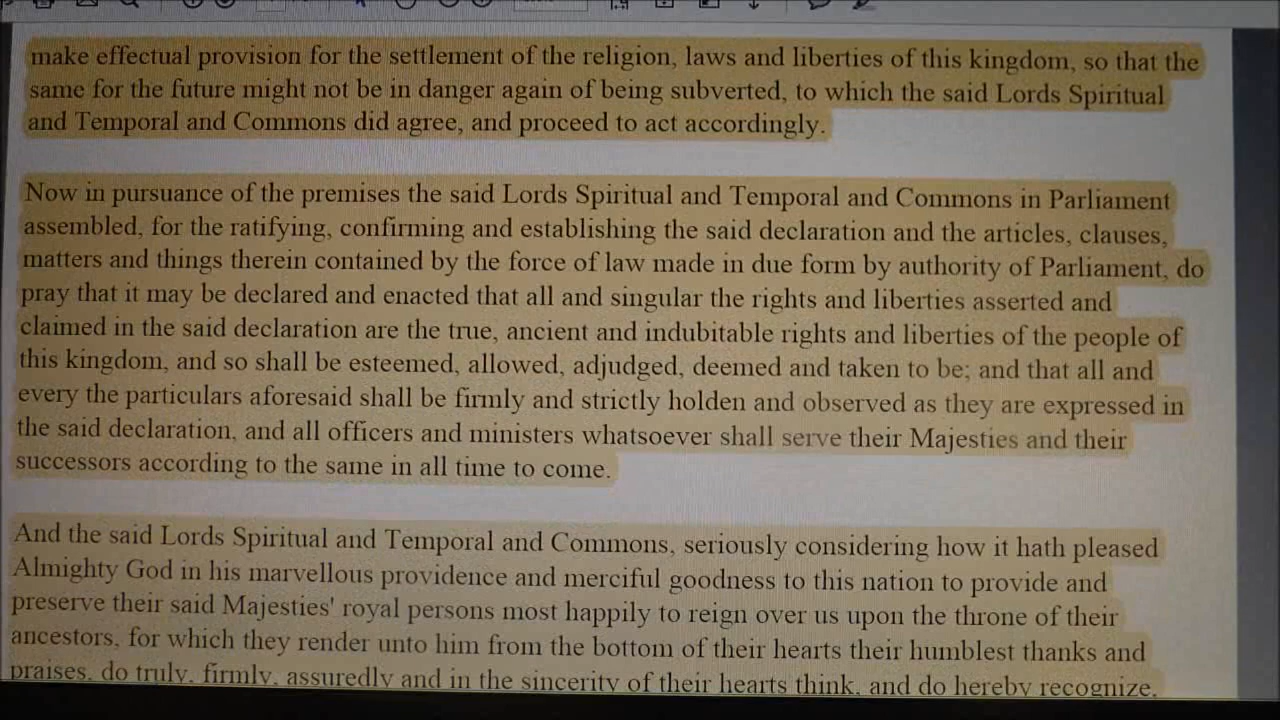 make effectual provision for the settlement of the religion, laws and liberties of this kingdom, so that the
same for the future might not be in danger again of being subverted, to which the said Lords Spiritual
and Temporal and Commons did agree, and proceed to act accordingly.
Now in pursuance of the premises the said Lords Spiritual and Temporal and Commons in Parliament
assembled, for the ratifying, confirming and establishing the said declaration and the articles, clauses,
matters and things therein contained by the force of law made in due form by authority of Parliament, do
pray that it may be declared and enacted that all and singular the rights and liberties asserted and
claimed in the said declaration are the true, ancient and indubitable rights and liberties of the people of
this kingdom, and so shall be esteemed, allowed, adjudged, deemed and taken to be; and that all and
every the particulars aforesaid shall be firmly and strictly holden and observed as they are expressed in
the said declaration, and all officers and ministers whatsoever shall serve their Majesties and their
successors according to the same in all time to come.
And the said Lords Spiritual and Temporal and Commons, seriously considering how it hath pleased
Almighty God in his marvellous providence and merciful goodness to this nation to provide and
preserve their said Majesties' royal persons most happily to reign over us upon the throne of their
ancestors, for which they render unto him from the bottom of their hearts their humblest thanks and
praises, do truly, firmly, assuredly and in the sincerity of their hearts think, and do hereby recognize,